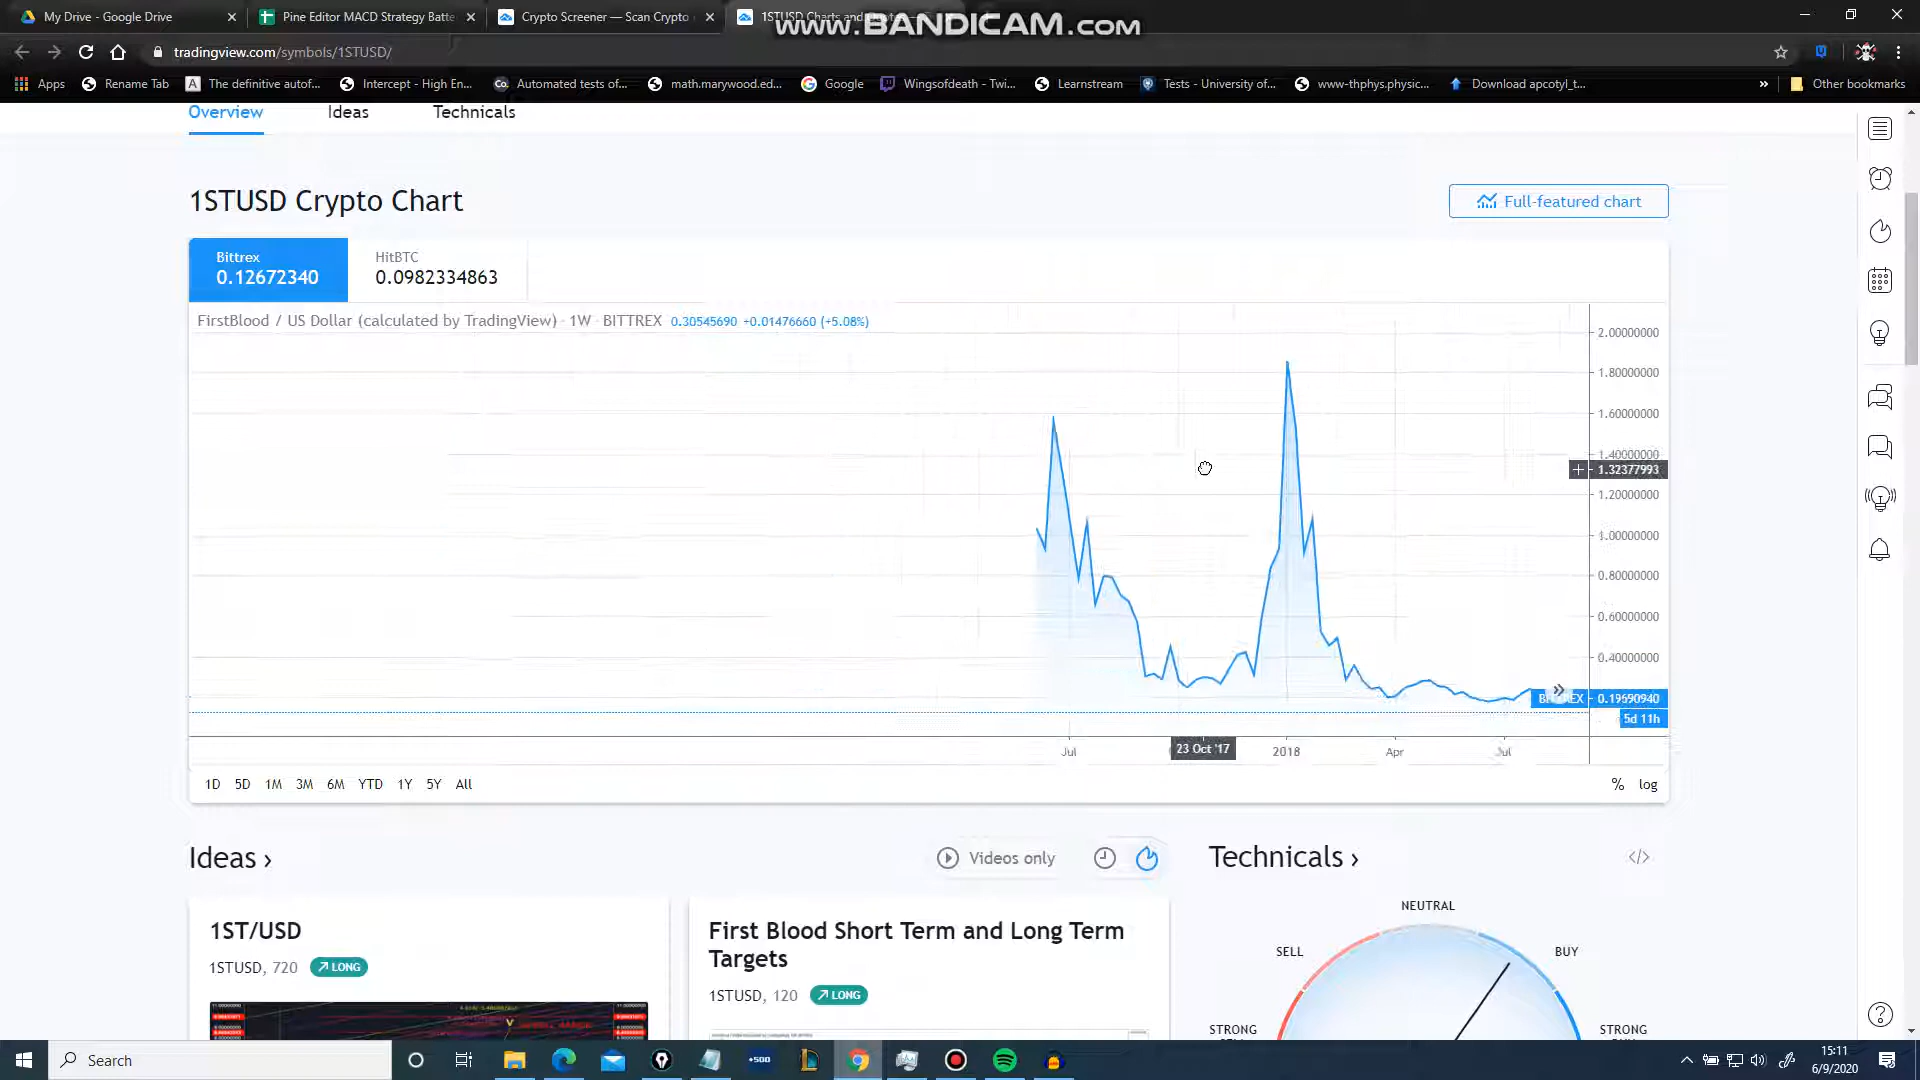 My Drive - Google Drive
Pine Editor MACD Strategy Batte
Crypto Screener — Scan Crypto
1STUSD Charts and Quotes
www.BANDICAM.com
tradingview.com/symbols/1STUSD/
Apps
Rename Tab
The definitive autof...
Intercept - High En...
Automated tests of...
math.marywood.ed...
Google
Wingsofdeath - Twi...
Learnstream
Tests - University of...
www-thphys.physic...
Download apcotyl_t...
»
Other bookmarks
Overview
Ideas
Technicals
1STUSD Crypto Chart
Full-featured chart
Bittrex
0.12672340
HitBTC
0.0982334863
FirstBlood / US Dollar (calculated by TradingView) · 1W · BITTREX 0.30545690 +0.01476660 (+5.08%)
2.00000000
1.80000000
1.60000000
1.40000000
1.32377993
1.20000000
1.00000000
0.80000000
0.60000000
0.40000000
0.19690940
5d 11h
Jul
23 Oct '17
2018
Apr
Jul
1D 5D 1M 3M 6M YTD 1Y 5Y All
% log
Ideas ›
Videos only
Technicals ›
</>
1ST/USD
1STUSD, 720
LONG
First Blood Short Term and Long Term
Targets
1STUSD, 120
LONG
NEUTRAL
SELL
BUY
STRONG
STRONG
Search
+500
15:11
6/9/2020